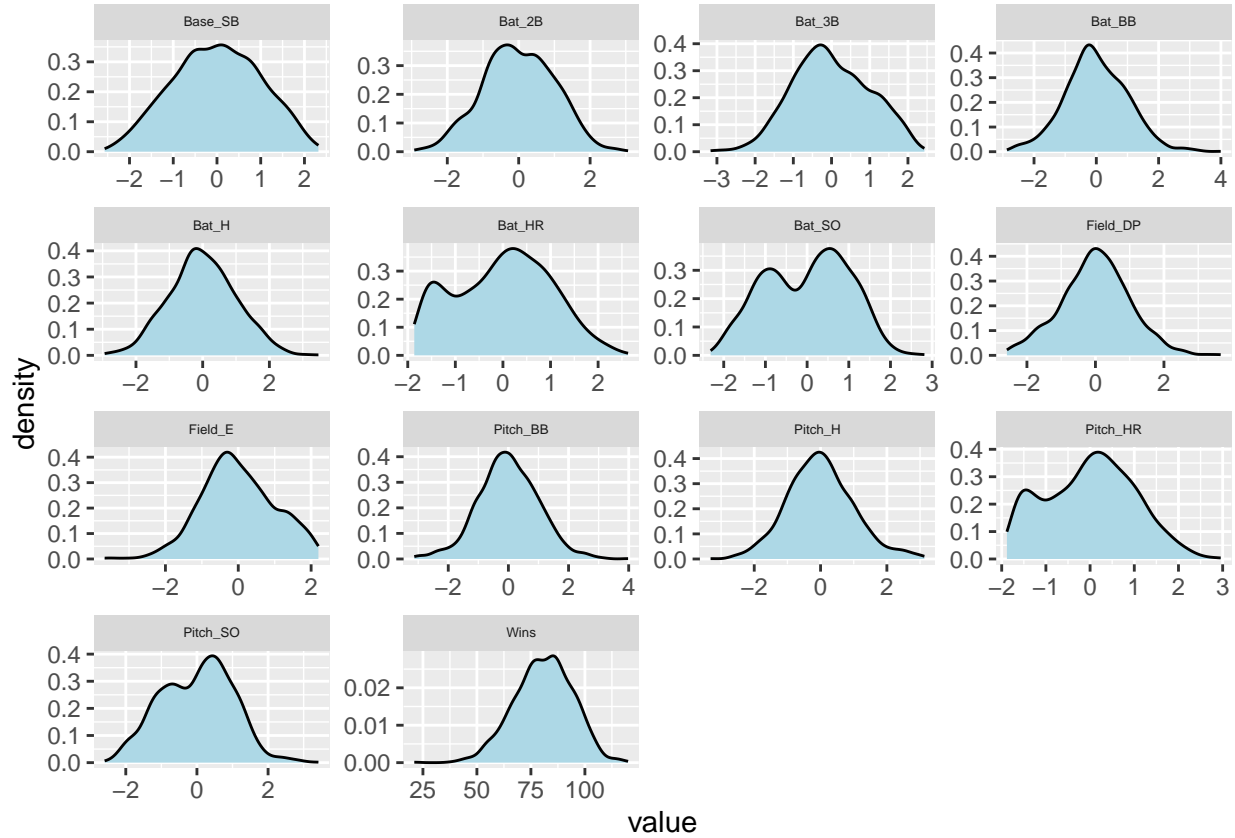 Base_SB Bat_2B Bat_3B Bat_BB
0.3 0.2 0.1 0.0 0.3 0.2 0.1 0.0 0.4 0.3 0.2 0.1 0.0 0.4 0.3 0.2 0.1 0.0
−2 −1 0 1 2 −2 0 2 −3 −2 −1 0 1 2 −2 0 2 4
Bat_H Bat_HR Bat_SO Field_DP
0.4 0.3 0.2 0.1 0.0 0.3 0.2 0.1 0.0 0.3 0.2 0.1 0.0 0.4 0.3 0.2 0.1 0.0
−2 0 2 −2 −1 0 1 2 −2 −1 0 1 2 3 −2 0 2
density
Field_E Pitch_BB Pitch_H Pitch_HR
0.4 0.3 0.2 0.1 0.0 0.4 0.3 0.2 0.1 0.0 0.4 0.3 0.2 0.1 0.0 0.4 0.3 0.2 0.1 0.0
−2 0 2 −2 0 2 4 −2 0 2 −2 −1 0 1 2 3
Pitch_SO Wins
0.4 0.3 0.2 0.1 0.0 0.02 0.01 0.00
−2 0 2 25 50 75 100
value